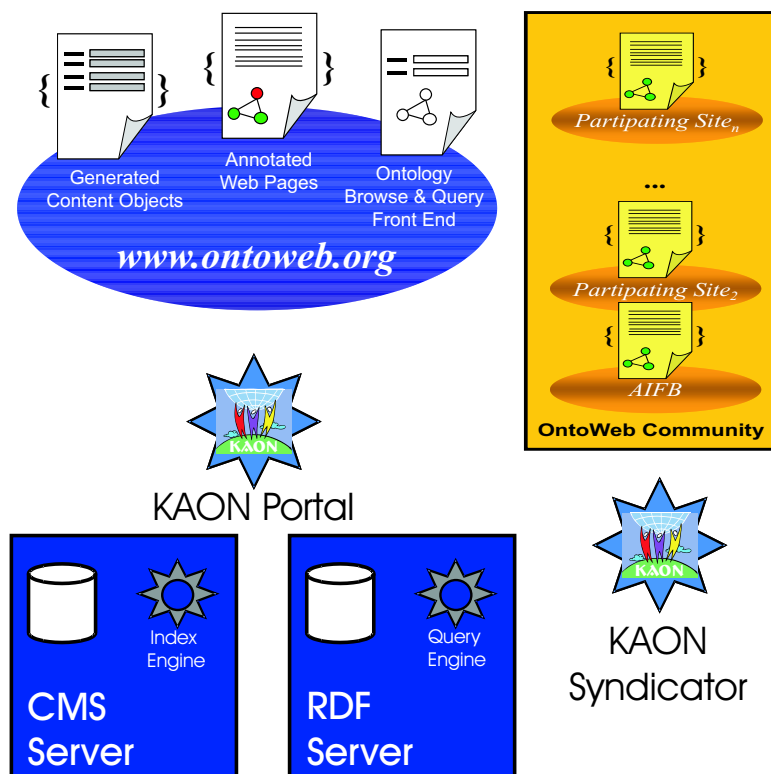 { }
{ }
Generated
Content Objects
Annotated
Web Pages
Ontology
Browse & Query
Front End
www.ontoweb.org
{ }
Partipating Siteₙ
...
{ }
Partipating Site₂
{ }
AIFB
OntoWeb Community
KAON
KAON Portal
KAON
KAON
Syndicator
Index
Engine
CMS
Server
Query
Engine
RDF
Server